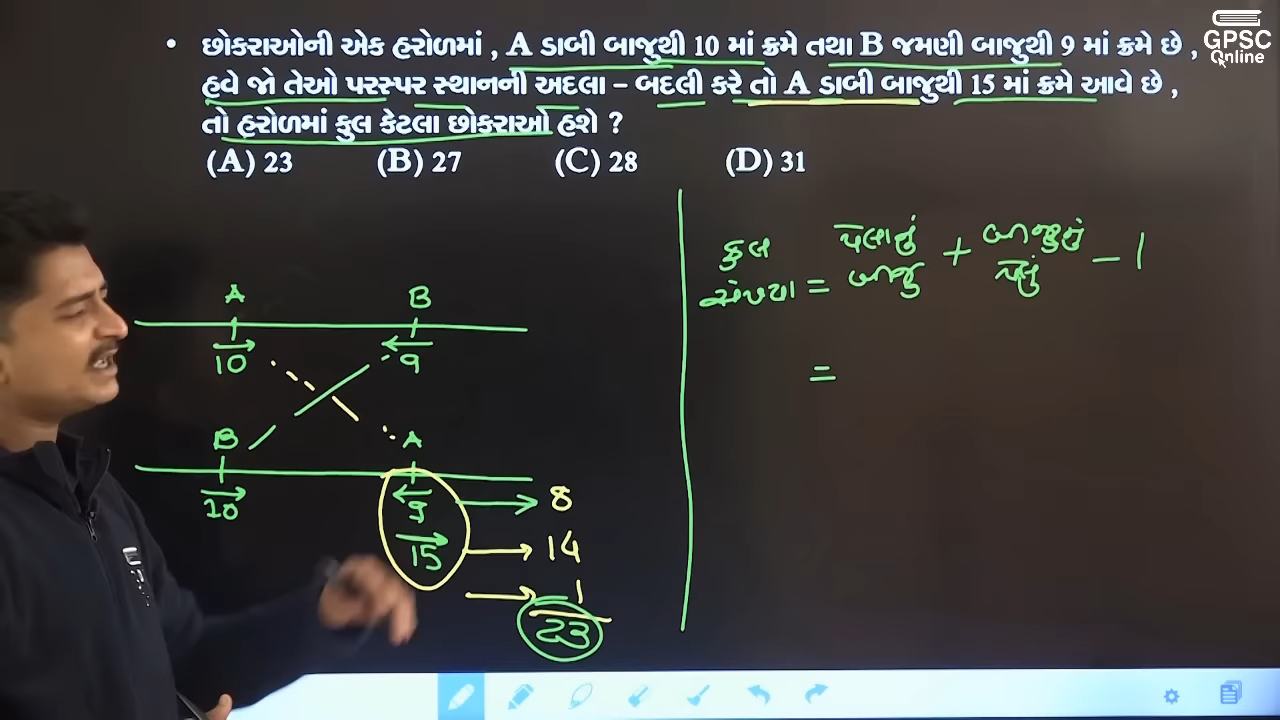 GPSC
Online
• છોકરાઓની એક હરોળમાં , A ડાબી બાજુથી 10 માં ક્રમે તથા B જમણી બાજુથી 9 માં ક્રમે છે ,
હવે જો તેઓ પરસ્પર સ્થાનની અદલા – બદલી કરે તો A ડાબી બાજુથી 15 માં ક્રમે આવે છે ,
તો હરોળમાં કુલ કેટલા છોકરાઓ હશે ?
(A) 23 (B) 27 (C) 28 (D) 31
A B
10 9
B A
10 9
15
8
14
1
23
કુલ
સંખ્યા = બાજુ + - 1
=